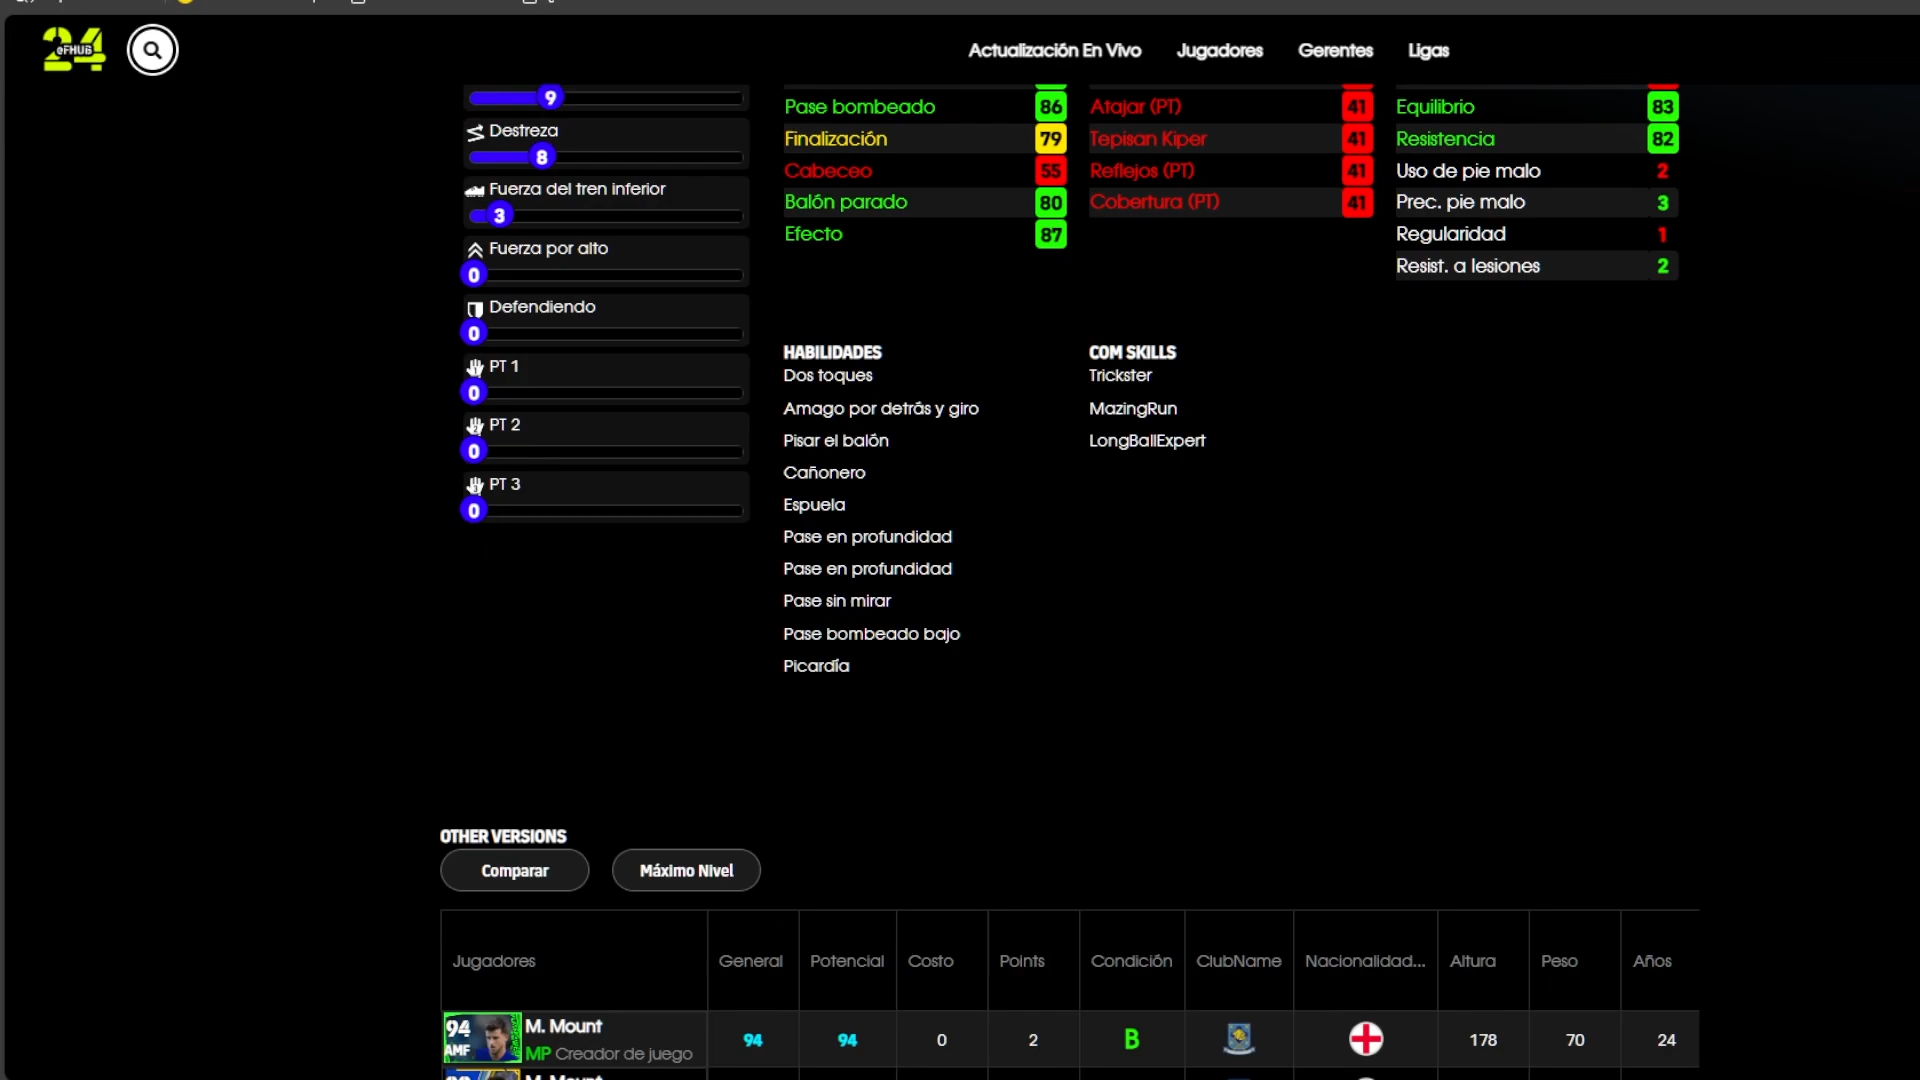 24
eFHUB
Actualización En Vivo
Jugadores
Gerentes
Ligas
9
Destreza
8
Fuerza del tren inferior
3
Fuerza por alto
0
Defendiendo
0
PT 1
0
PT 2
0
PT 3
0
Pase bombeado 86
Finalización 79
Cabeceo 55
Balón parado 80
Efecto 87
Atajar (PT) 41
Tepisan Kiper 41
Reflejos (PT) 41
Cobertura (PT) 41
Equilibrio 83
Resistencia 82
Uso de pie malo 2
Prec. pie malo 3
Regularidad 1
Resist. a lesiones 2
HABILIDADES
Dos toques
Amago por detrás y giro
Pisar el balón
Cañonero
Espuela
Pase en profundidad
Pase en profundidad
Pase sin mirar
Pase bombeado bajo
Picardía
COM SKILLS
Trickster
MazingRun
LongBallExpert
OTHER VERSIONS
Comparar
Máximo Nivel
Jugadores General Potencial Costo Points Condición ClubName Nacionalidad... Altura Peso Años
94
AMF
M. Mount
MP Creador de juego
94 94 0 2 B 178 70 24
M. Mount